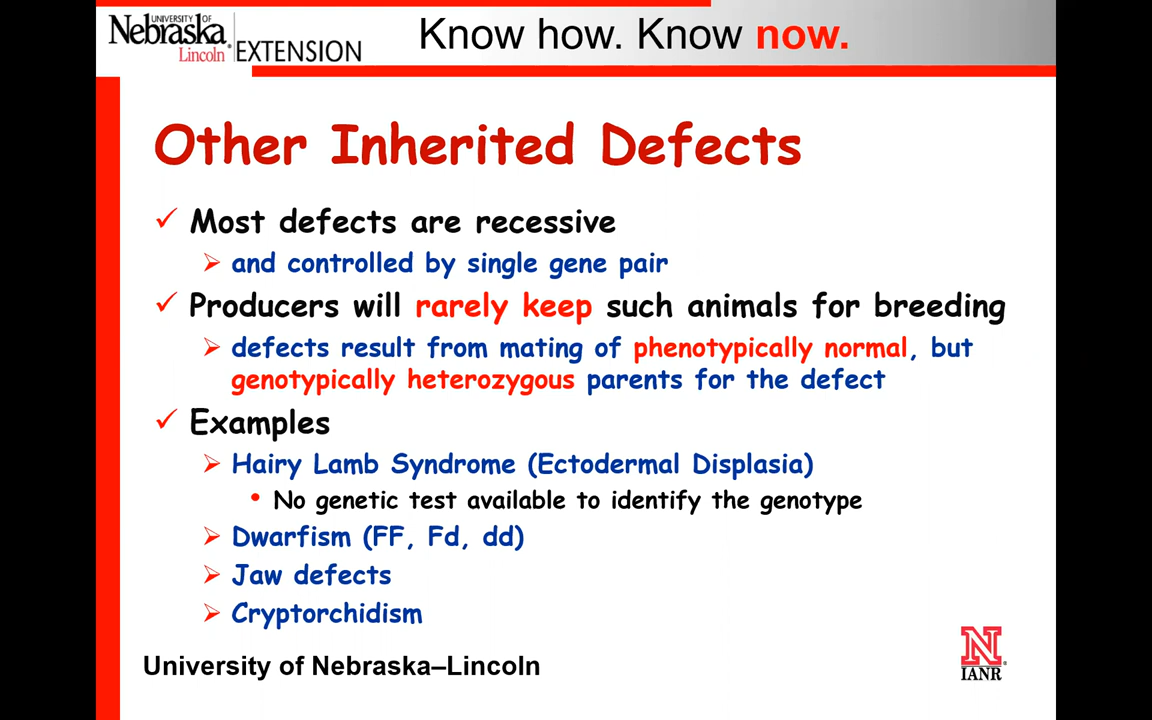 UNIVERSITY OF
Nebraska
Lincoln
EXTENSION
Know how. Know now.
Other Inherited Defects
Most defects are recessive
and controlled by single gene pair
Producers will rarely keep such animals for breeding
defects result from mating of phenotypically normal, but
genotypically heterozygous parents for the defect
Examples
Hairy Lamb Syndrome (Ectodermal Displasia)
No genetic test available to identify the genotype
Dwarfism (FF, Fd, dd)
Jaw defects
Cryptorchidism
University of Nebraska–Lincoln
N
IANR